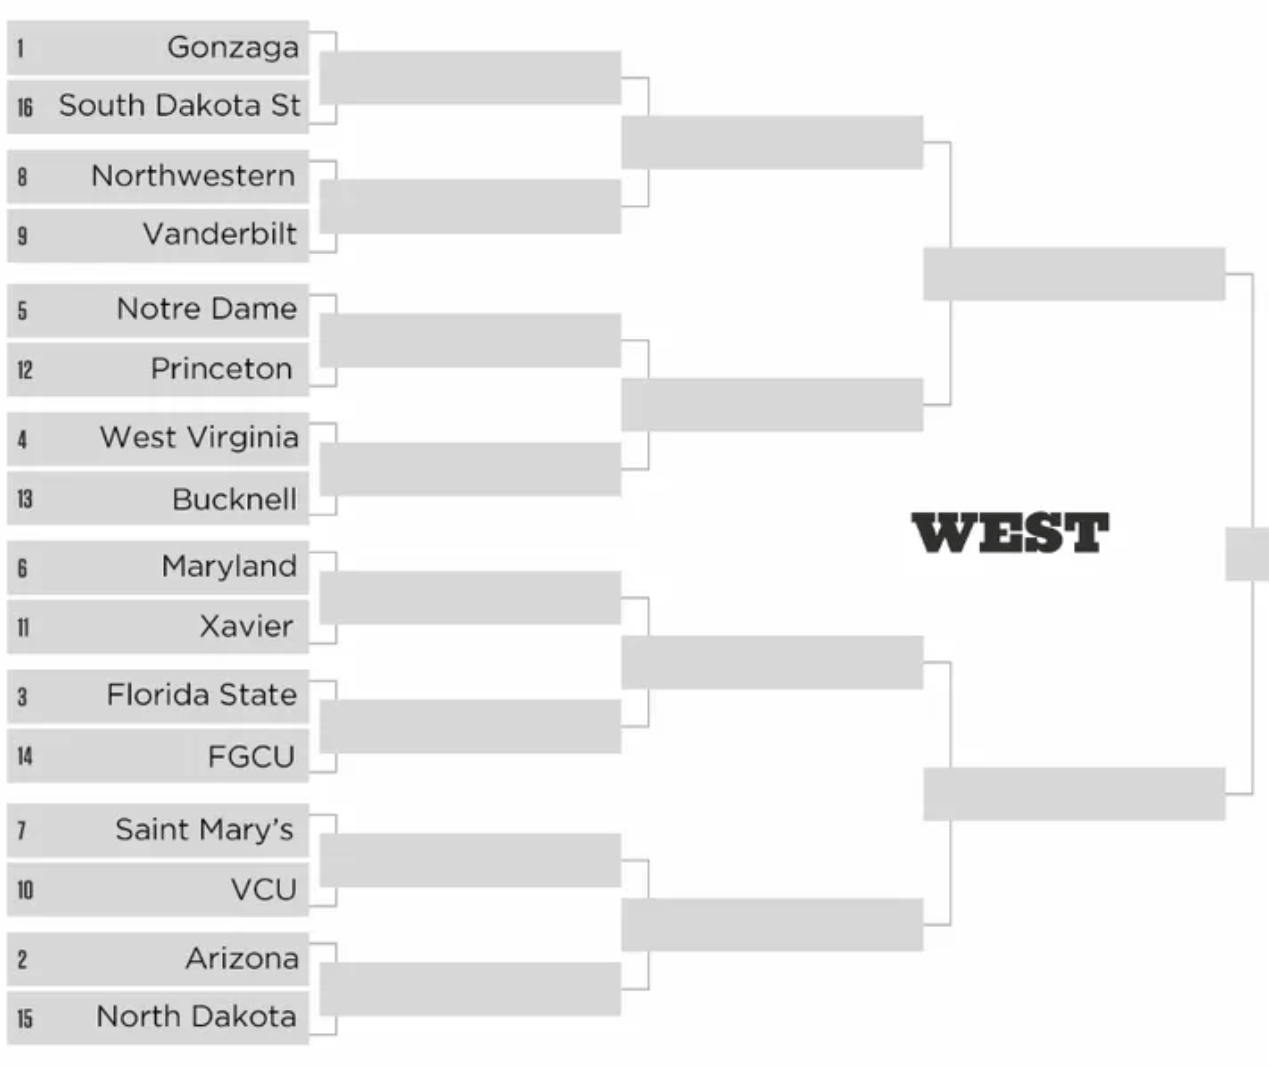 1 Gonzaga
16 South Dakota St
8 Northwestern
9 Vanderbilt
5 Notre Dame
12 Princeton
4 West Virginia
13 Bucknell
6 Maryland
11 Xavier
3 Florida State
14 FGCU
7 Saint Mary's
10 VCU
2 Arizona
15 North Dakota
WEST